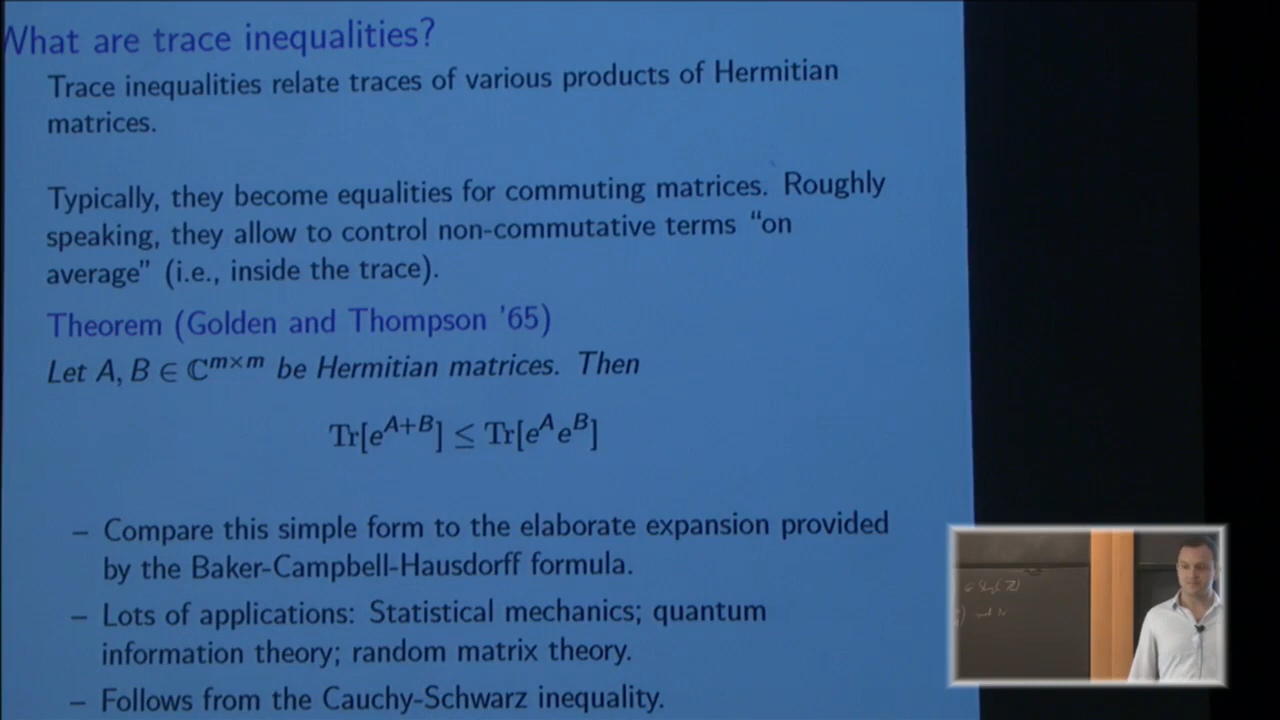 What are trace inequalities?
Trace inequalities relate traces of various products of Hermitian
matrices.
Typically, they become equalities for commuting matrices. Roughly
speaking, they allow to control non-commutative terms “on
average” (i.e., inside the trace).
Theorem (Golden and Thompson ’65)
Let A, B ∈ ℂ^{m×m} be Hermitian matrices. Then
Tr[e^{A+B}] ≤ Tr[e^A e^B]
– Compare this simple form to the elaborate expansion provided
by the Baker-Campbell-Hausdorff formula.
– Lots of applications: Statistical mechanics; quantum
information theory; random matrix theory.
– Follows from the Cauchy-Schwarz inequality.